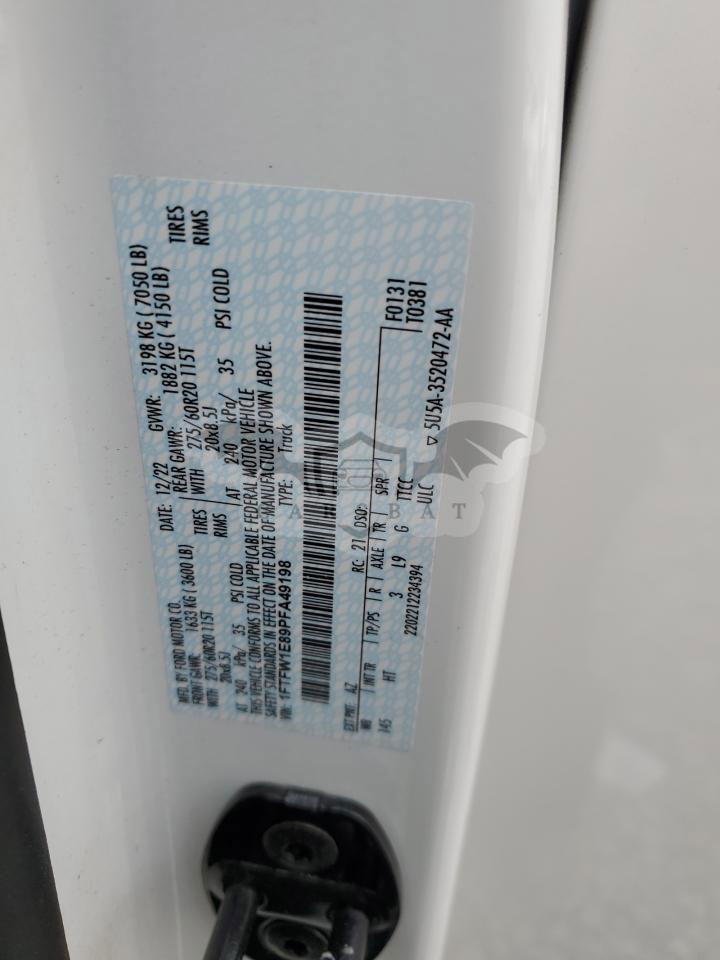 MFD. BY FORD MOTOR CO.
DATE: 12/22 GVWR: 3198 KG ( 7050 LB)
FRONT GAWR: 1633 KG ( 3600 LB) REAR GAWR: 1882 KG ( 4150 LB)
WITH 275/60R20 115T TIRES WITH 275/60R20 115T TIRES
20x8.5J RIMS 20x8.5J RIMS
AT 240 kPa/ 35 PSI COLD AT 240 kPa/ 35 PSI COLD
THIS VEHICLE CONFORMS TO ALL APPLICABLE FEDERAL MOTOR VEHICLE
SAFETY STANDARDS IN EFFECT ON THE DATE OF MANUFACTURE SHOWN ABOVE.
VIN: 1FTFW1E89PFA49198 TYPE: Truck
EXT PNT: AZ RC: 21 DSO: F0131
WB INT TR TP/PS R AXLE TR SPR T0381
145 HT 3 L9 G TTCC
2202212234394 ULC 5U5A-3520472-AA
BAT